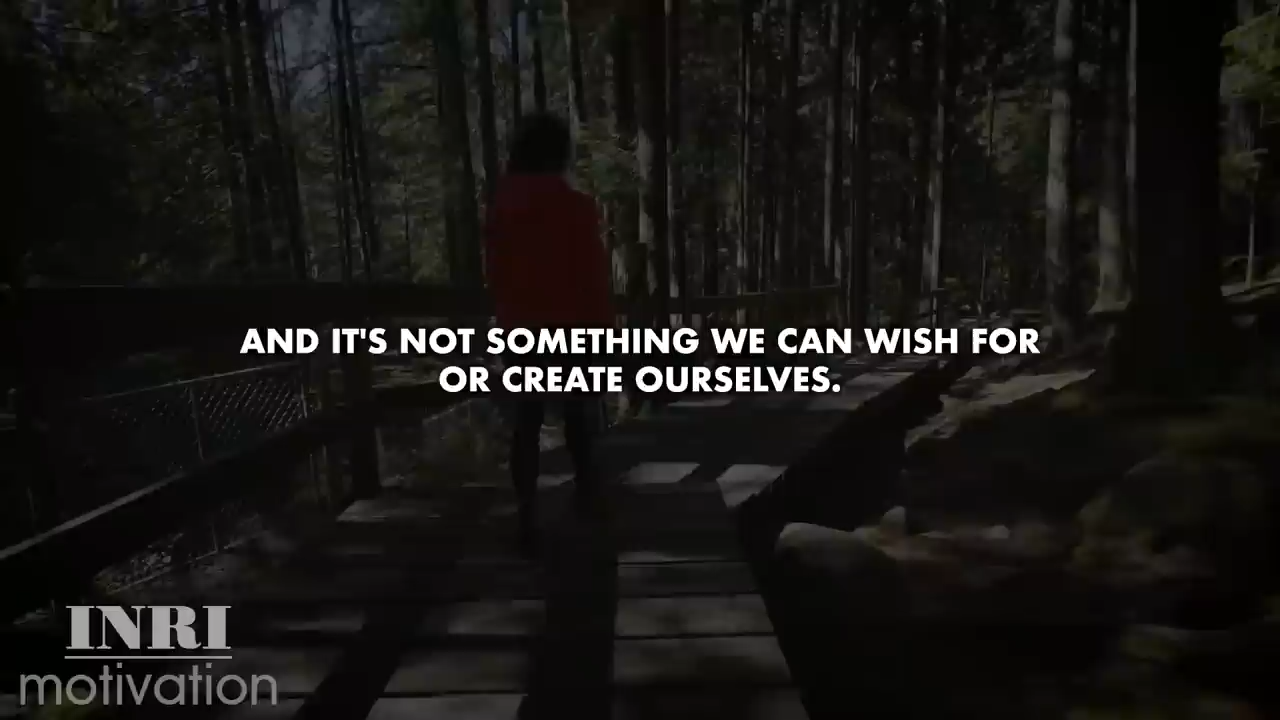 AND IT'S NOT SOMETHING WE CAN WISH FOR
OR CREATE OURSELVES.
INRI
motivation